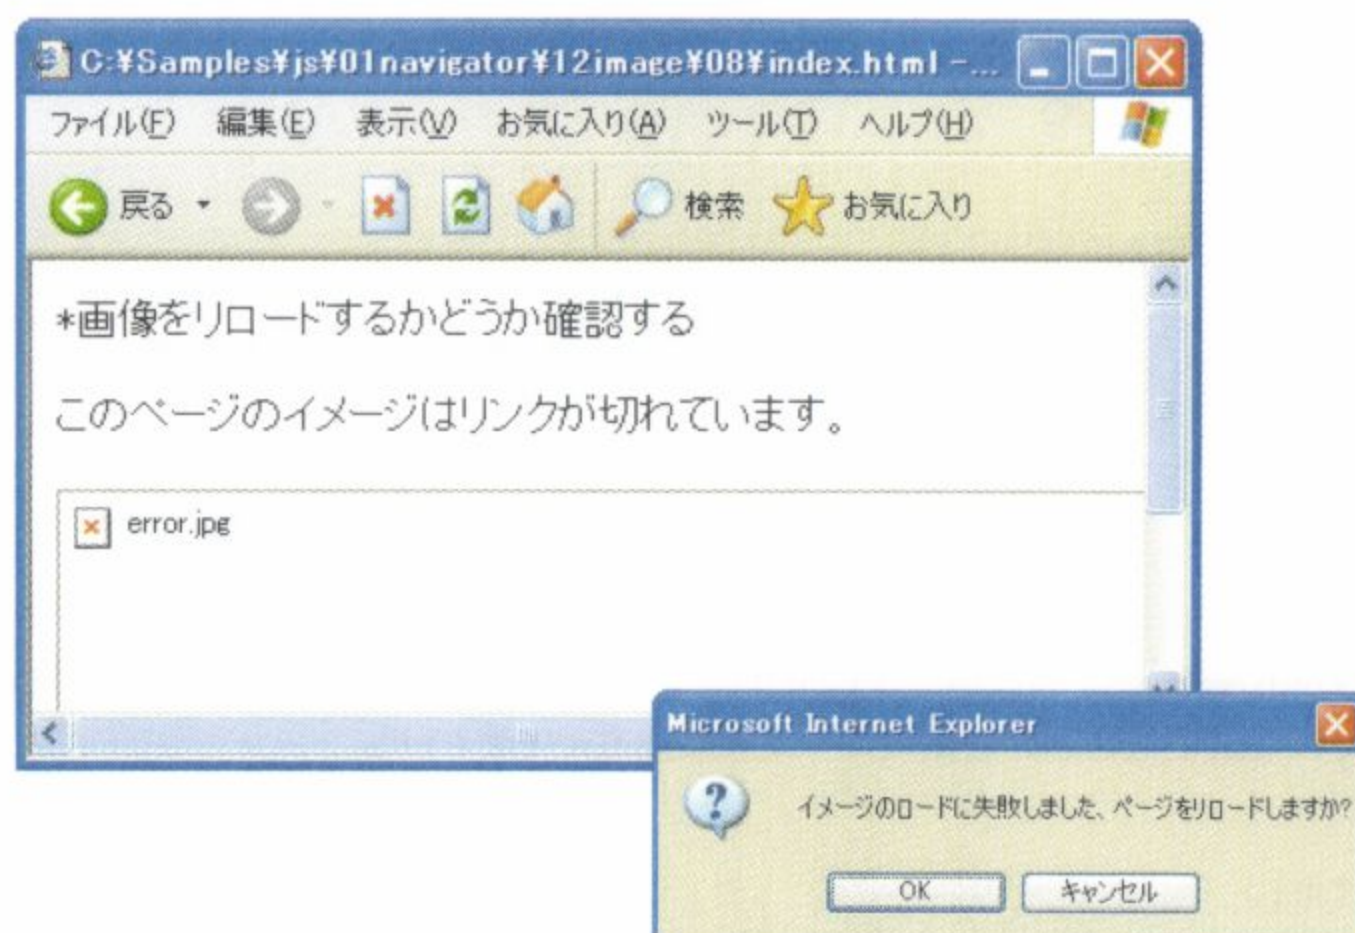 C:¥Samples¥js¥01navigator¥12image¥08¥index.html -...
ファイル(F) 編集(E) 表示(V) お気に入り(A) ツール(T) ヘルプ(H)
戻る 検索 お気に入り
*画像をリロードするかどうか確認する
このページのイメージはリンクが切れています。
error.jpg
Microsoft Internet Explorer
イメージのロードに失敗しました、ページをリロードしますか?
OK キャンセル